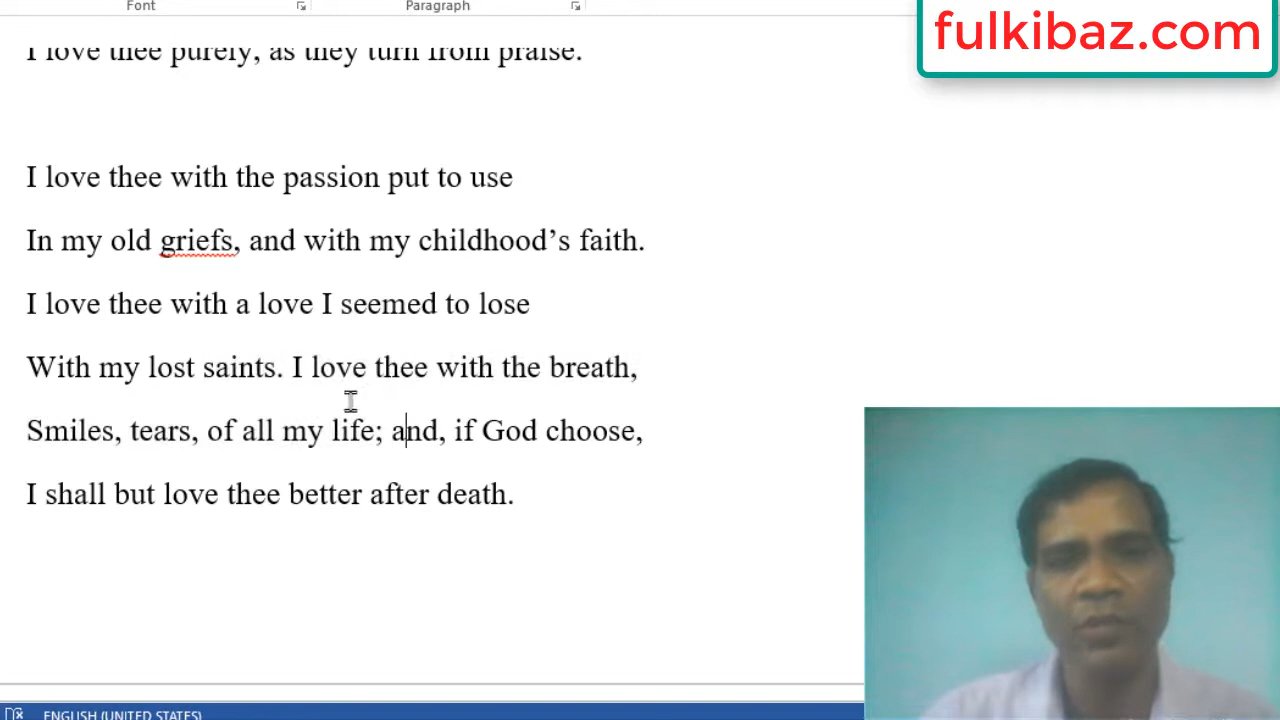 Font Paragraph
fulkibaz.com
I love thee purely, as they turn from praise.
I love thee with the passion put to use
In my old griefs, and with my childhood’s faith.
I love thee with a love I seemed to lose
With my lost saints. I love thee with the breath,
Smiles, tears, of all my life; and, if God choose,
I shall but love thee better after death.
ENGLISH (UNITED STATES)